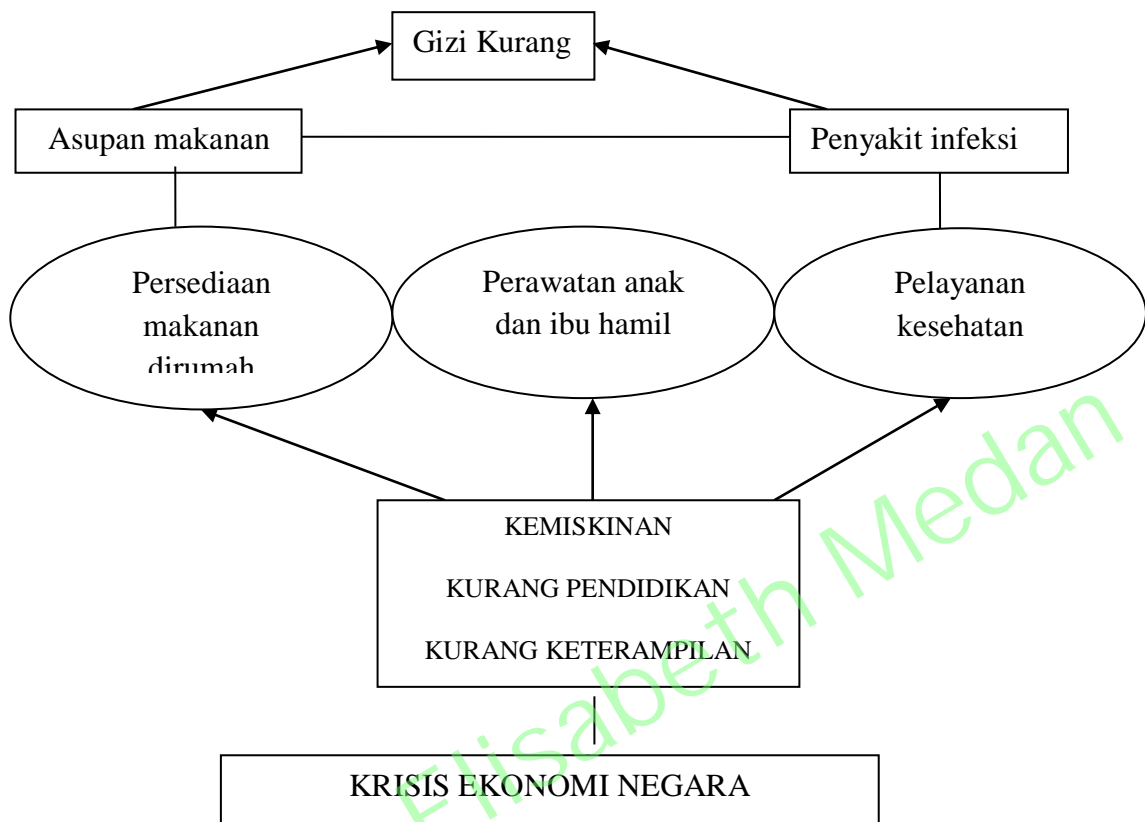 Gizi Kurang
Asupan makanan
Penyakit infeksi
Persediaan
makanan
dirumah
Perawatan anak
dan ibu hamil
Pelayanan
kesehatan
KEMISKINAN
KURANG PENDIDIKAN
KURANG KETERAMPILAN
KRISIS EKONOMI NEGARA
Elisabeth Medan